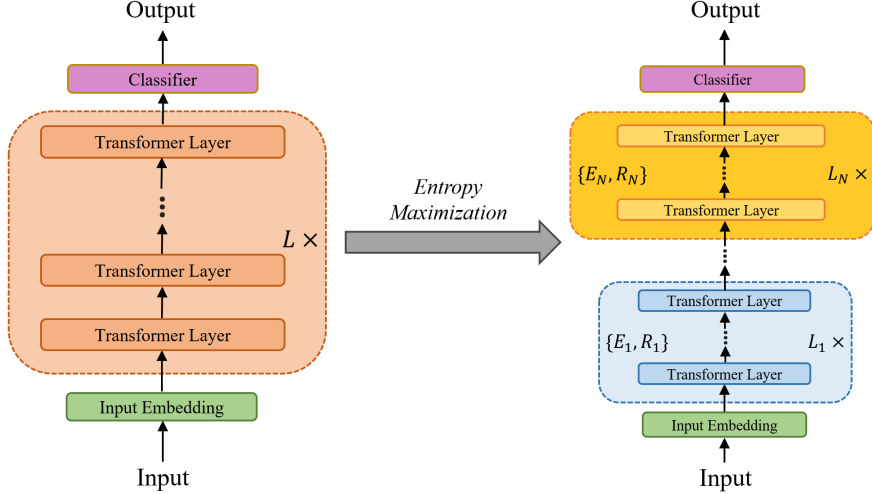 Output
Classifier
Transformer Layer
L ×
Transformer Layer
Transformer Layer
Input Embedding
Input
Entropy
Maximization
Output
Classifier
Transformer Layer
{E_N, R_N}
L_N ×
Transformer Layer
Transformer Layer
{E_1, R_1}
L_1 ×
Transformer Layer
Input Embedding
Input